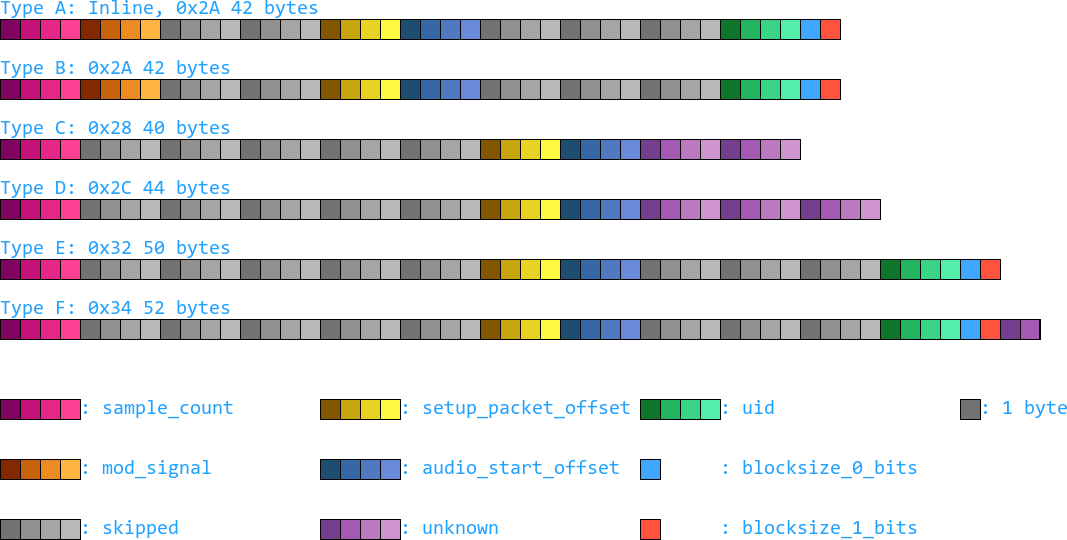 Type A: Inline, 0x2A 42 bytes
Type B: 0x2A 42 bytes
Type C: 0x28 40 bytes
Type D: 0x2C 44 bytes
Type E: 0x32 50 bytes
Type F: 0x34 52 bytes
: sample_count : setup_packet_offset : uid : 1 byte
: mod_signal : audio_start_offset : blocksize_0_bits
: skipped : unknown : blocksize_1_bits